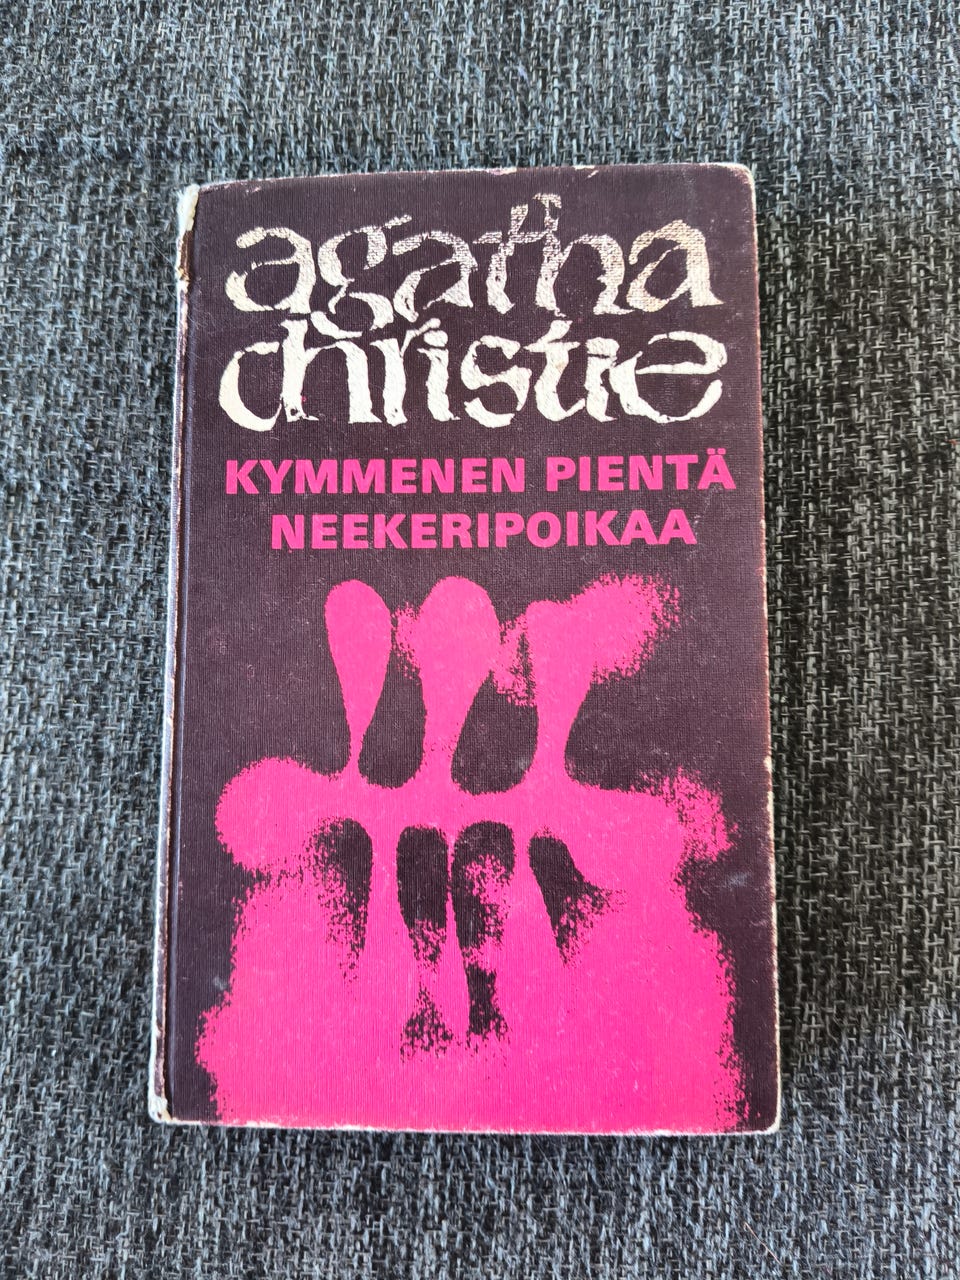 agatha
christie
KYMMENEN PIENTÄ
NEEKERIPOIKAA